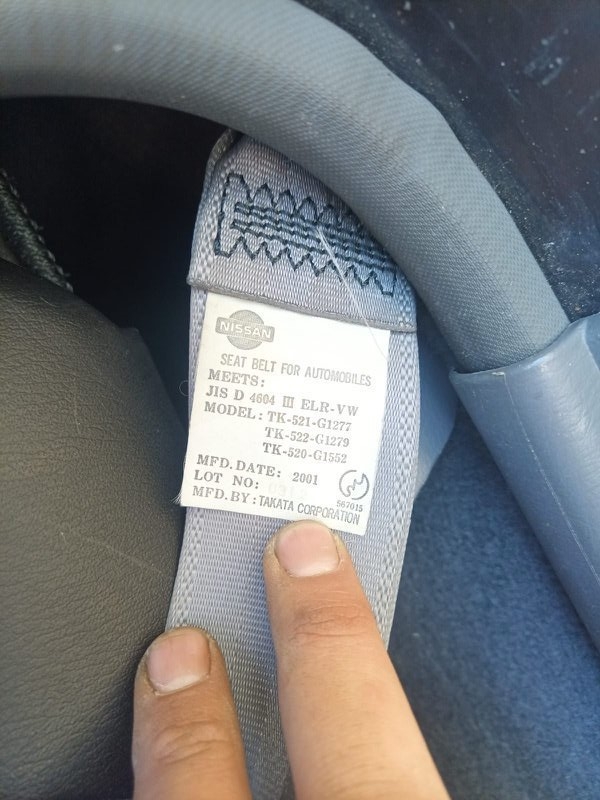 NISSAN
SEAT BELT FOR AUTOMOBILES
MEETS:
JIS D 4604 III ELR-VW
MODEL: TK-521-G1277
TK-522-G1279
TK-520-G1552
MFD. DATE: 2001
LOT NO:
567015
MFD. BY: TAKATA CORPORATION